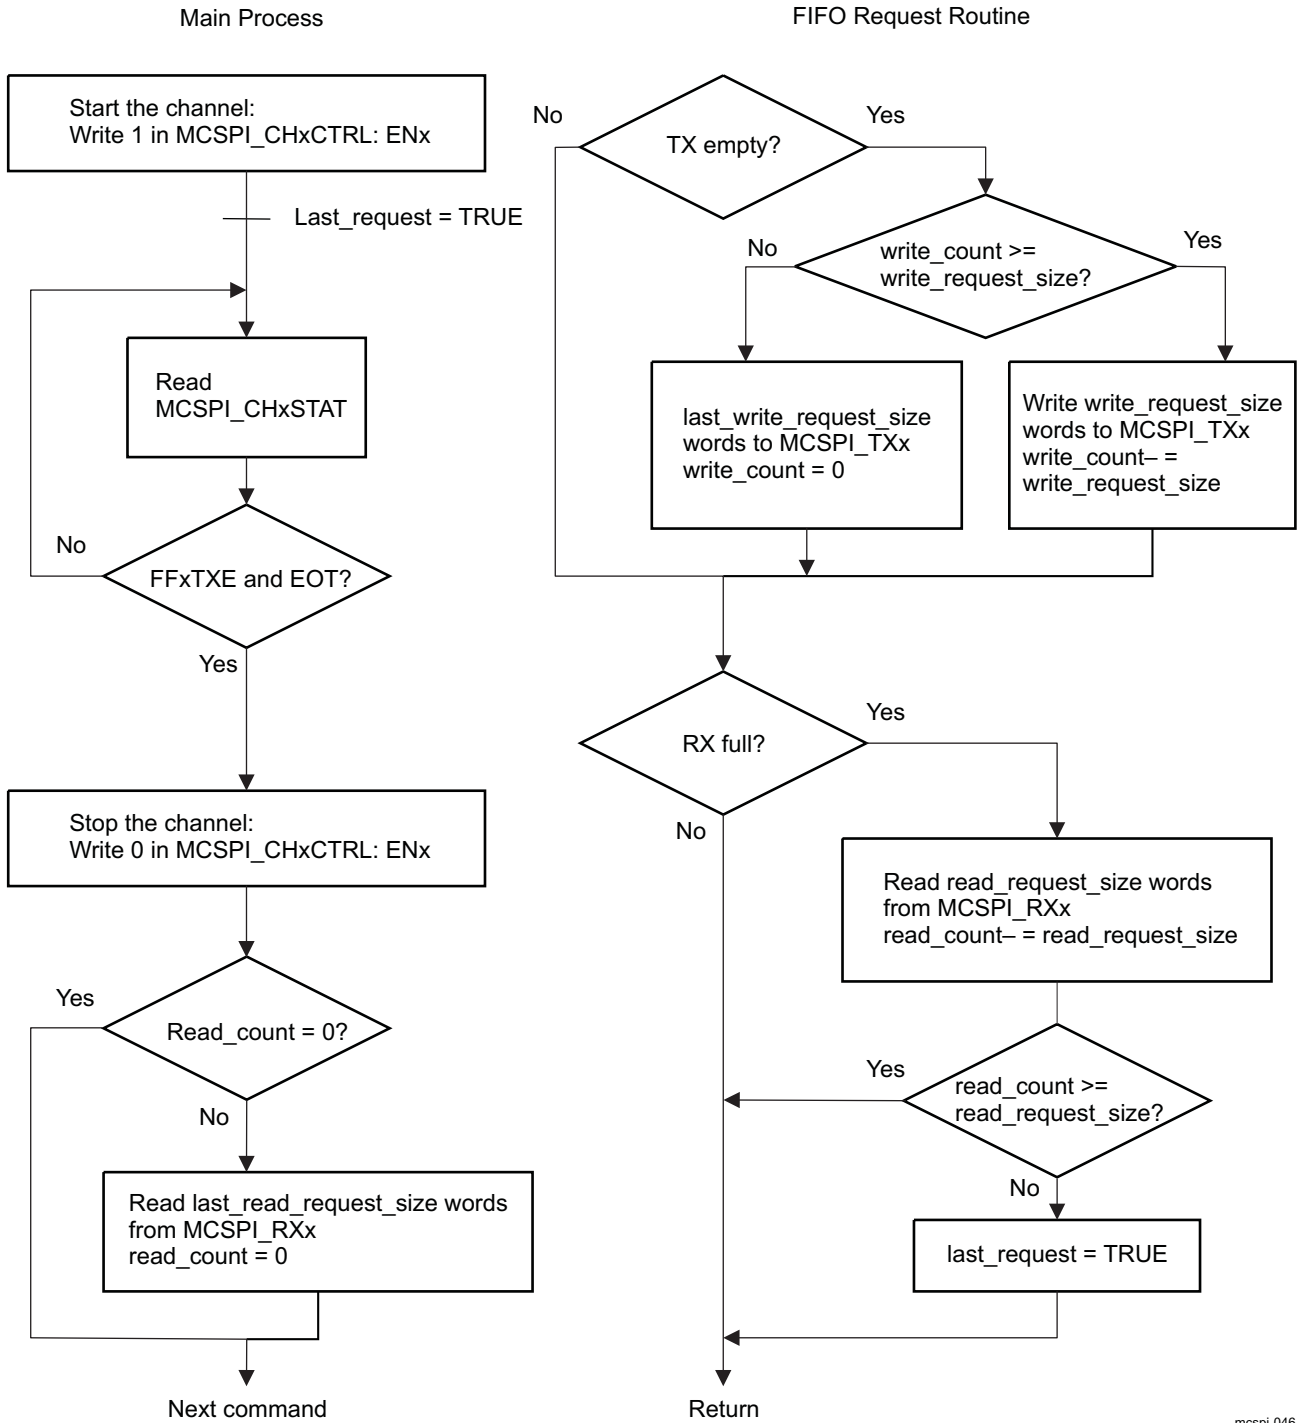 Main Process
FIFO Request Routine
Start the channel:
Write 1 in MCSPI_CHxCTRL: ENx
Last_request = TRUE
Read
MCSPI_CHxSTAT
No
FFxTXE and EOT?
Yes
Stop the channel:
Write 0 in MCSPI_CHxCTRL: ENx
Yes
Read_count = 0?
No
Read last_read_request_size words
from MCSPI_RXx
read_count = 0
Next command
No
TX empty?
Yes
No
write_count >=
write_request_size?
Yes
last_write_request_size
words to MCSPI_TXx
write_count = 0
Write write_request_size
words to MCSPI_TXx
write_count– =
write_request_size
RX full?
Yes
No
Read read_request_size words
from MCSPI_RXx
read_count– = read_request_size
Yes
read_count >=
read_request_size?
No
last_request = TRUE
Return
mcspi-046